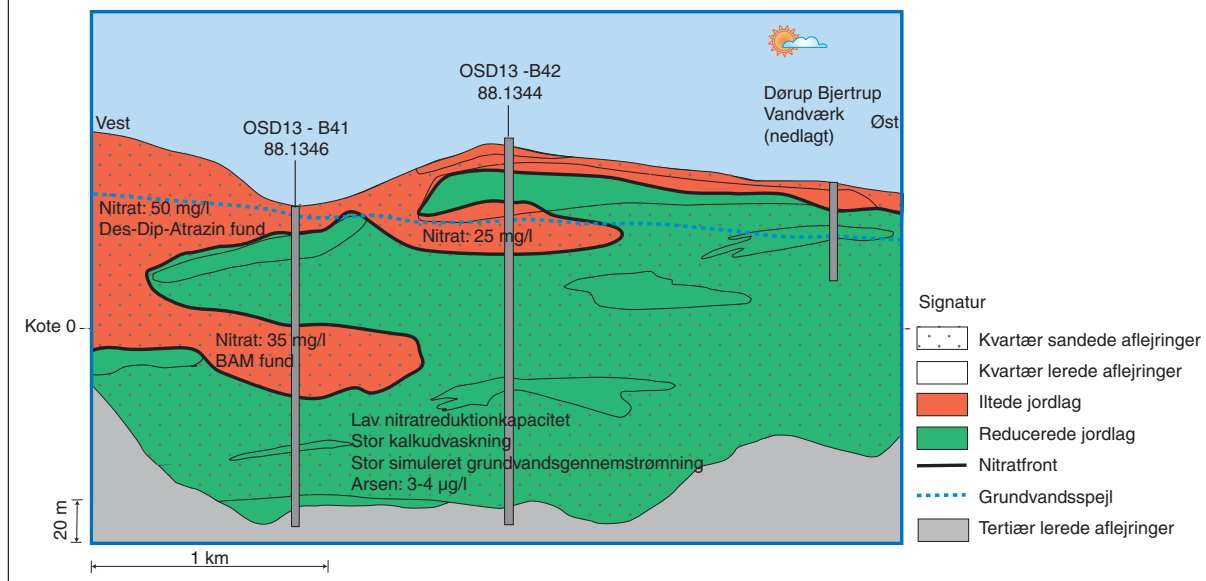 OSD13 -B42
88.1344
Dørup Bjertrup
Vandværk
(nedlagt)
Vest
Øst
OSD13 - B41
88.1346
Nitrat: 50 mg/l
Des-Dip-Atrazin fund
Nitrat: 25 mg/l
Kote 0
Nitrat: 35 mg/l
BAM fund
Lav nitratreduktionkapacitet
Stor kalkudvaskning
Stor simuleret grundvandsgennemstrømning
Arsen: 3-4 µg/l
20 m
1 km
Signatur
Kvartær sandede aflejringer
Kvartær lerede aflejringer
Iltede jordlag
Reducerede jordlag
Nitratfront
Grundvandsspejl
Tertiær lerede aflejringer